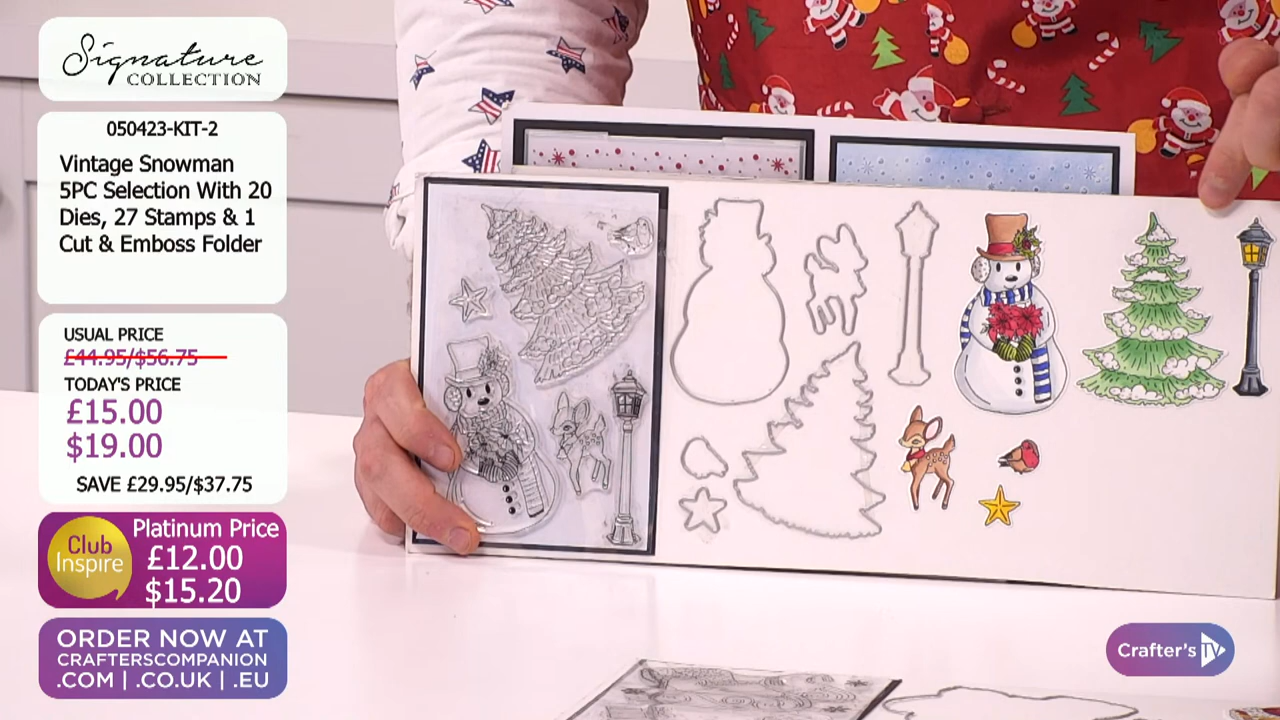 Signature
COLLECTION
050423-KIT-2
Vintage Snowman
5PC Selection With 20
Dies, 27 Stamps & 1
Cut & Emboss Folder
USUAL PRICE
£44.95/$56.75
TODAY'S PRICE
£15.00
$19.00
SAVE £29.95/$37.75
Club
Inspire
Platinum Price
£12.00
$15.20
ORDER NOW AT
CRAFTERSCOMPANION
.COM | .CO.UK | .EU
Crafter's TV